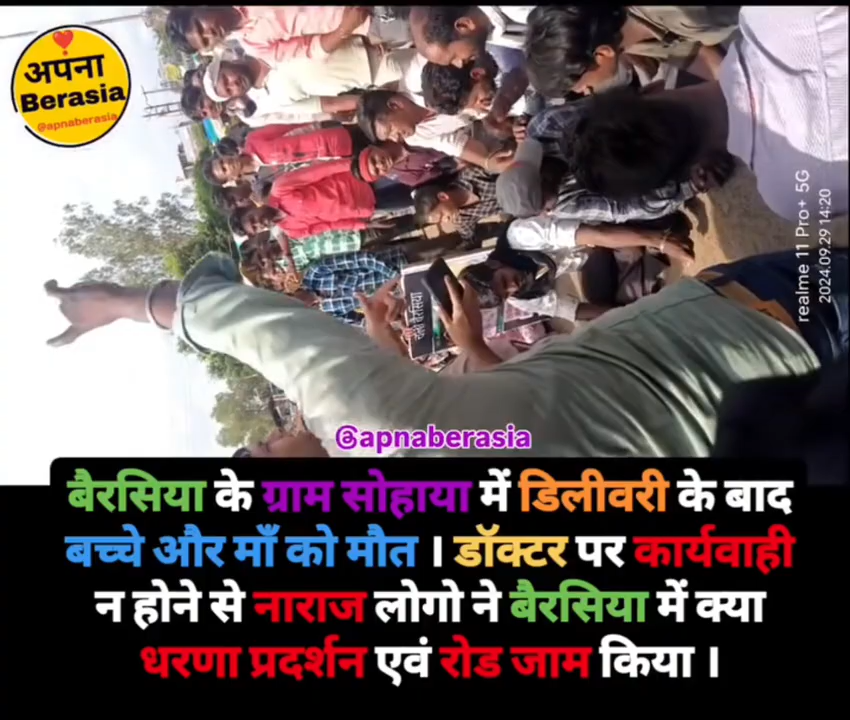 अपना
Berasia
@apnaberasia
realme 11 Pro+ 5G
2024.09.29 14:20
@apnaberasia
बैरसिया के ग्राम सोहाया में डिलीवरी के बाद
बच्चे और माँ को मौत । डॉक्टर पर कार्यवाही
न होने से नाराज लोगो ने बैरसिया में क्या
धरणा प्रदर्शन एवं रोड जाम किया ।